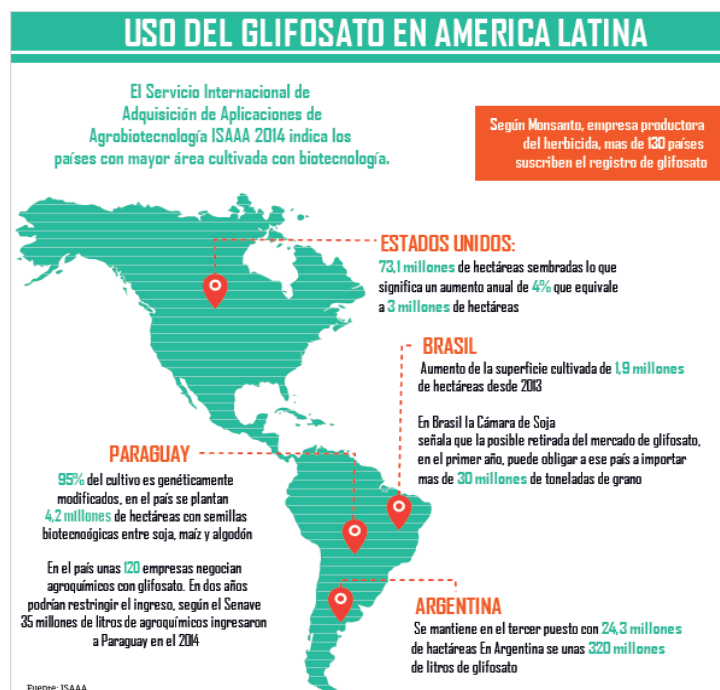 USO DEL GLIFOSATO EN AMERICA LATINA
El Servicio Internacional de
Adquisición de Aplicaciones de
Agrobiotecnología ISAAA 2014 indica los
países con mayor área cultivada con biotecnología.
Según Monsanto, empresa productora
del herbicida, mas de 130 países
suscriben el registro de glifosato
ESTADOS UNIDOS:
73,1 millones de hectáreas sembradas lo que
significa un aumento anual de 4% que equivale
a 3 millones de hectáreas
BRASIL
Aumento de la superficie cultivada de 1,9 millones
de hectáreas desde 2013
En Brasil la Cámara de Soja
señala que la posible retirada del mercado de glifosato,
en el primer año, puede obligar a ese país a importar
mas de 30 millones de toneladas de grano
PARAGUAY
95% del cultivo es genéticamente
modificados, en el país se plantan
4,2 millones de hectáreas con semillas
biotecnoógicas entre soja, maíz y algodón
En el país unas 120 empresas negocian
agroquímicos con glifosato. En dos años
podrían restringir el ingreso, según el Senave
35 millones de litros de agroquímicos ingresaron
a Paraguay en el 2014
ARGENTINA
Se mantiene en el tercer puesto con 24,3 millones
de hactáreas En Argentina se unas 320 millones
de litros de glifosato
Fuente: ISAAA